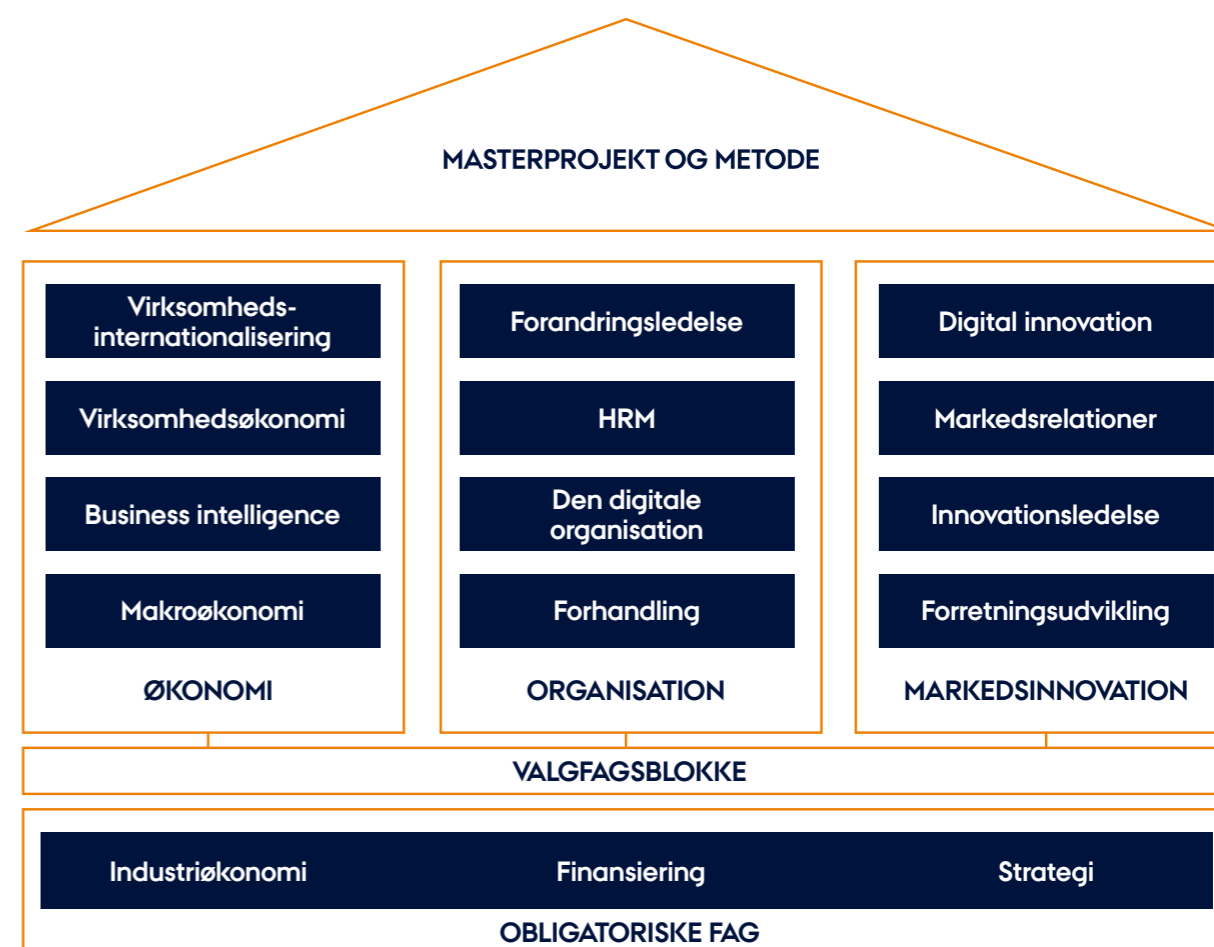 MASTERPROJEKT OG METODE
Virksomheds-
internationalisering
Virksomhedsøkonomi
Business intelligence
Makroøkonomi
ØKONOMI
Forandringsledelse
HRM
Den digitale
organisation
Forhandling
ORGANISATION
Digital innovation
Markedsrelationer
Innovationsledelse
Forretningsudvikling
MARKEDSINNOVATION
VALGFAGSBLOKKE
Industriøkonomi
Finansiering
Strategi
OBLIGATORISKE FAG